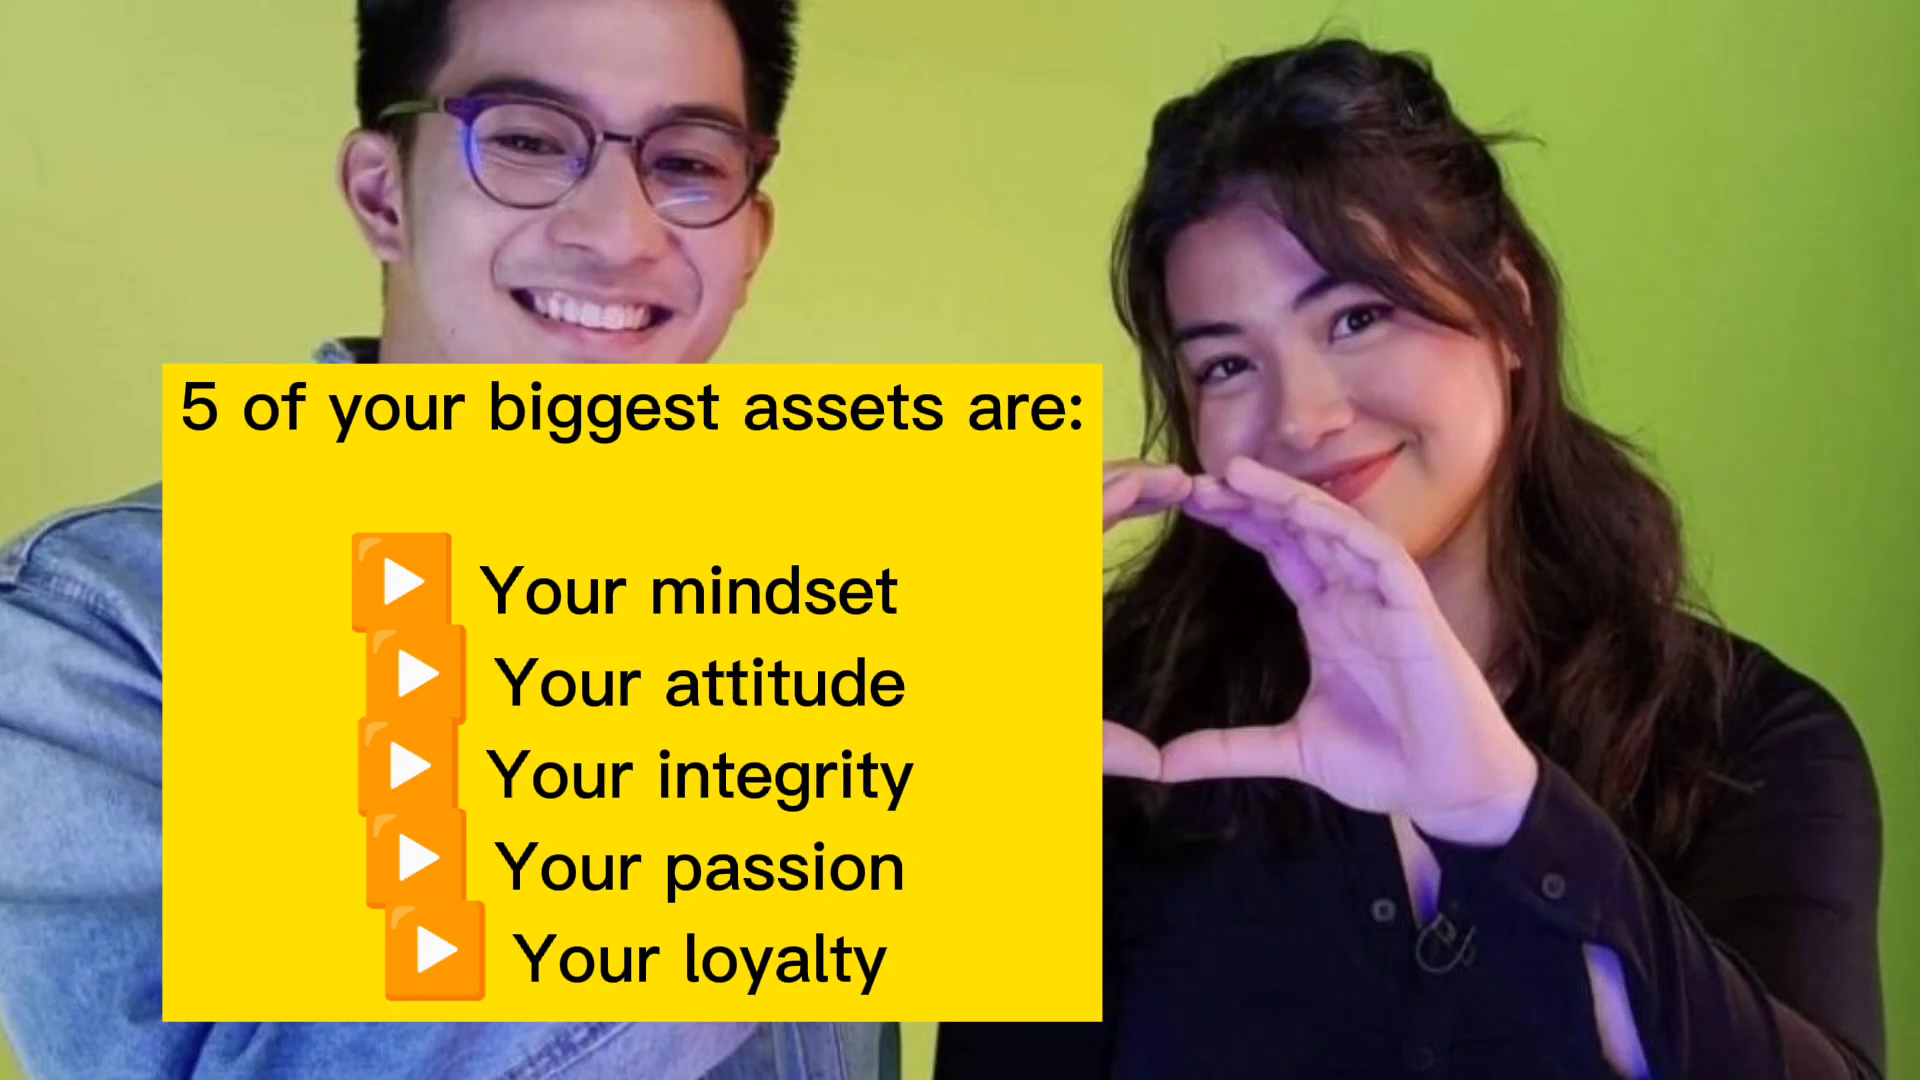 5 of your biggest assets are:
▶️ Your mindset
▶️ Your attitude
▶️ Your integrity
▶️ Your passion
▶️ Your loyalty